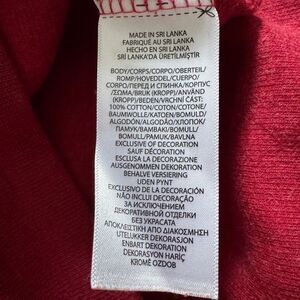 MADE IN SRI LANKA
FABRIQUÉ AU SRI LANKA
HECHO EN SRI LANKA
SRI LANKA'DA ÜRETİLMİŞTİR
BODY/CORPS/CORPO/OBERTEIL/
ROMP/HOVEDDEL/CUERPO/
CORPO/ПЕРЕД И СПИНКА/ΚΟΡΠΥС
/ΣΩΜΑ/BRUK (KROPP)/ANVÄND
(KROPP)/BEDEN/VRCHNÍ ČÁST:
100% COTTON/COTON/COTONE/
BAUMWOLLE/KATOEN/BOMULD/
ALGODÓN/ALGODÃO/ХЛОПОК/
ПАМУК/BAMBAKI/BOMULL/
BOMULL/PAMUK/BAVLNA
EXCLUSIVE OF DECORATION
SAUF DÉCORATION
ESCLUSA LA DECORAZIONE
AUSGENOMMEN DEKORATION
BEHALVE VERSIERING
UDEN PYNT
EXCLUSIVO DE LA DECORACIÓN
NÃO INCLUI DECORAÇÃO
ЗА ИСКЛЮЧЕНИЕМ
ДЕКОРАТИВНОЙ ОТДЕЛКИ
БЕЗ УКРАСАТА
ΑΠΟΚΛΕΙΣΤΙΚΗ ΑΠΟ ΔΙΑΚΟΣΜΗΣΗ
UTELUKKER DEKORASJON
ENBART DEKORATION
DEKORASYON HARİÇ
KROMĚ OZDOB